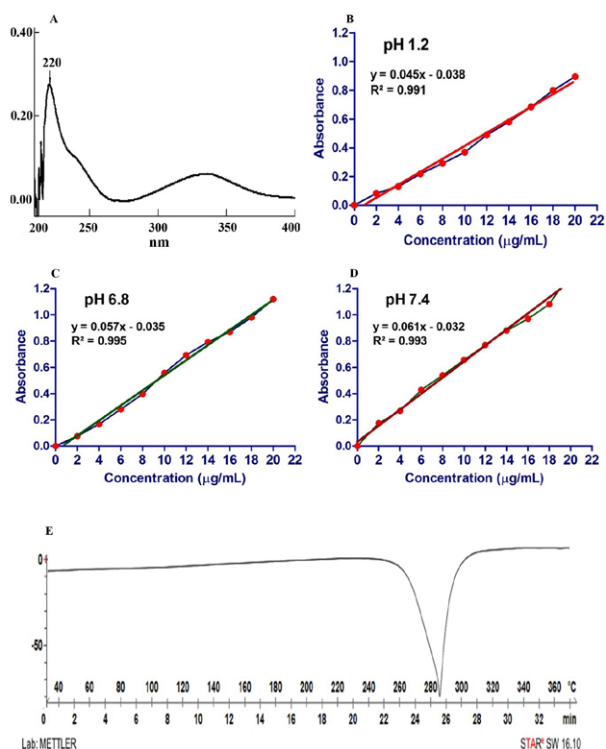 A
0.40
220
0.20
0.00
200 250 300 350 400
nm
B
pH 1.2
y = 0.045x - 0.038
R² = 0.991
1.2
1.0
0.8
0.6
0.4
0.2
0.0
Absorbance
0 2 4 6 8 10 12 14 16 18 20 22
Concentration (µg/mL)
C
pH 6.8
y = 0.057x - 0.035
R² = 0.995
1.2
1.0
0.8
0.6
0.4
0.2
0.0
Absorbance
0 2 4 6 8 10 12 14 16 18 20 22
Concentration (µg/mL)
D
pH 7.4
y = 0.061x - 0.032
R² = 0.993
1.2
1.0
0.8
0.6
0.4
0.2
0.0
Absorbance
0 2 4 6 8 10 12 14 16 18 20 22
Concentration (µg/mL)
E
0
-50
40 60 80 100 120 140 160 180 200 220 240 260 280 300 320 340 360 °C
0 2 4 6 8 10 12 14 16 18 20 22 24 26 28 30 32 min
Lab: METTLER
STARᵉ SW 16.10